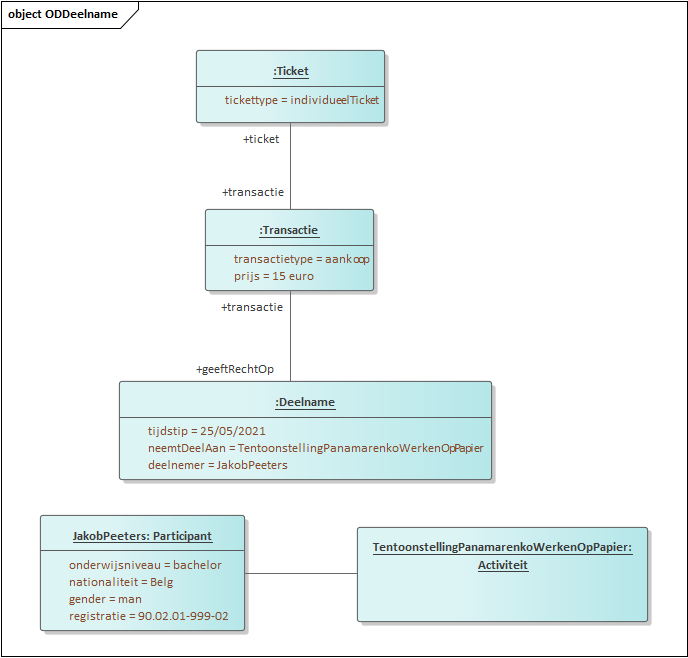 object ODDeelname
:Ticket
tickettype = individueelTicket
+ticket
+transactie
:Transactie
transactietype = aankoop
prijs = 15 euro
+transactie
+geeftRechtOp
:Deelname
tijdstip = 25/05/2021
neemtDeelAan = TentoonstellingPanamarenkoWerkenOpPapier
deelnemer = JakobPeeters
JakobPeeters: Participant
onderwijsniveau = bachelor
nationaliteit = Belg
gender = man
registratie = 90.02.01-999-02
TentoonstellingPanamarenkoWerkenOpPapier:
Activiteit